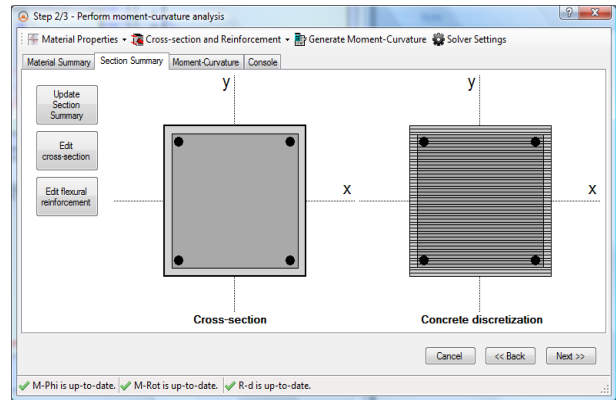 Step 2/3 - Perform moment-curvature analysis
Material Properties Cross-section and Reinforcement Generate Moment-Curvature Solver Settings
Material Summary Section Summary Moment-Curvature Console
Update
Section
Summary
Edit
cross-section
Edit flexural
reinforcement
y y
x x
Cross-section Concrete discretization
Cancel << Back Next >>
M-Phi is up-to-date. M-Rot is up-to-date. R-d is up-to-date.